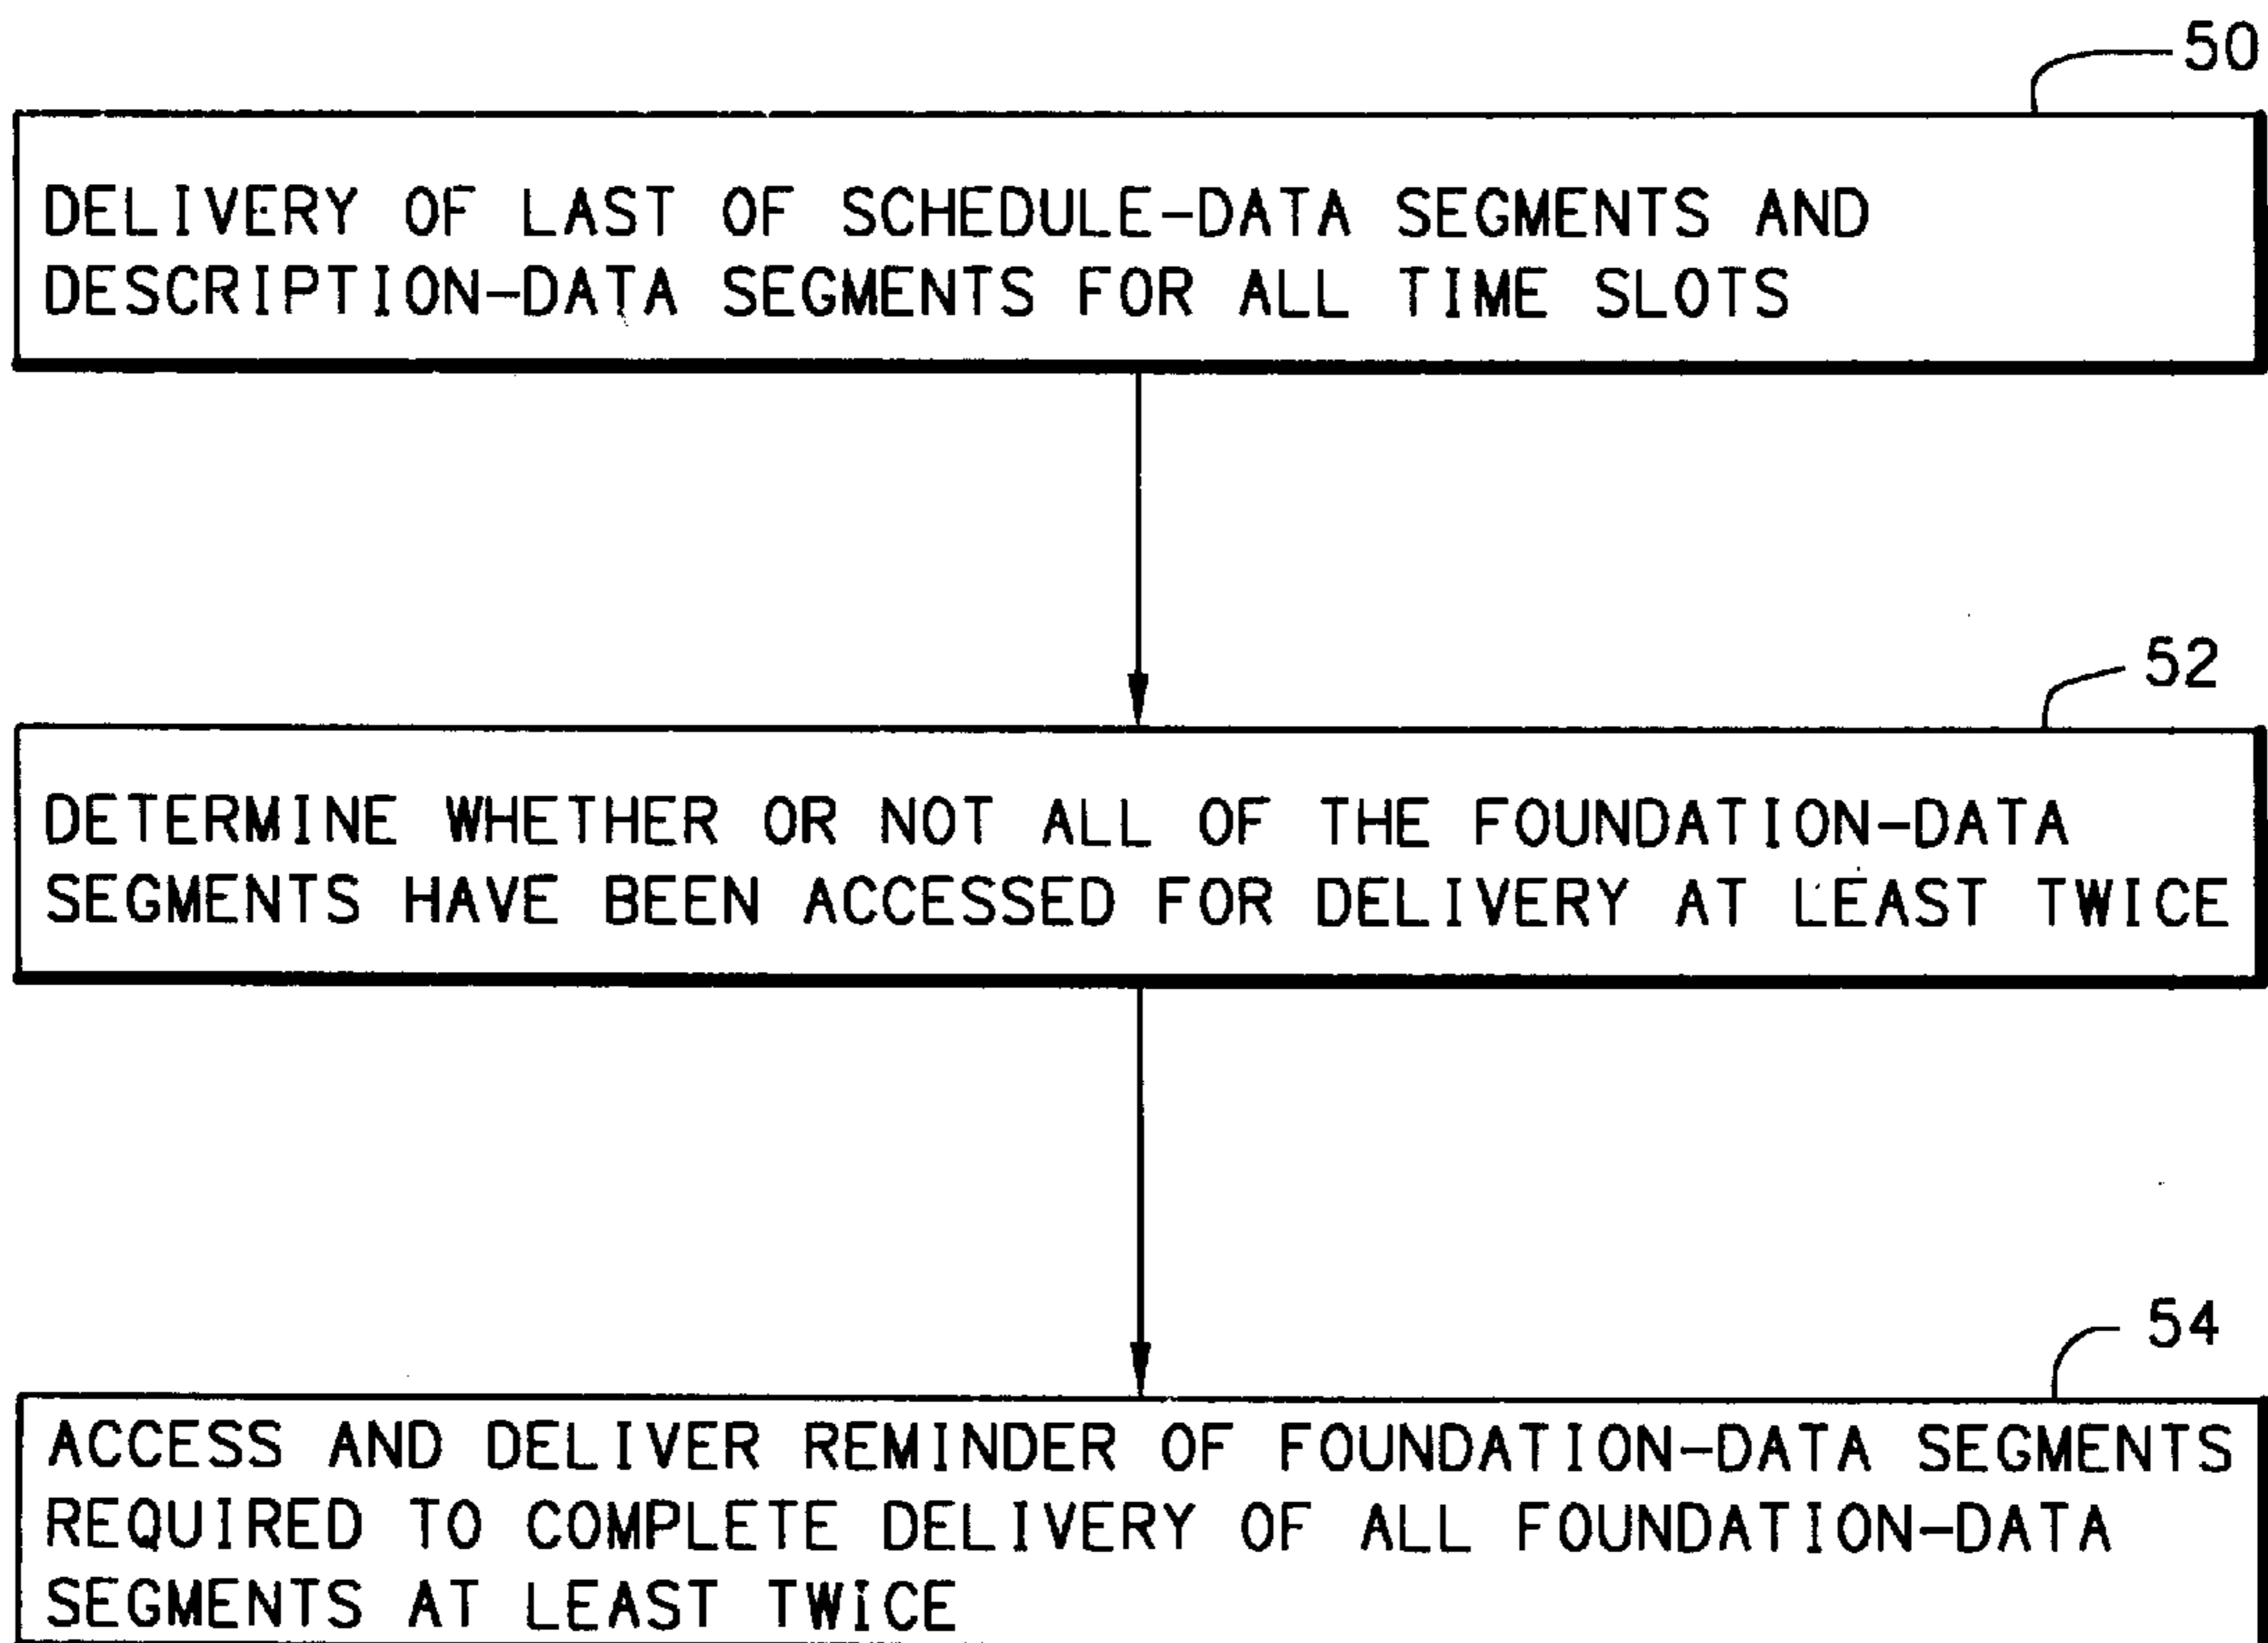 50
DELIVERY OF LAST OF SCHEDULE-DATA SEGMENTS AND
DESCRIPTION-DATA SEGMENTS FOR ALL TIME SLOTS
52
DETERMINE WHETHER OR NOT ALL OF THE FOUNDATION-DATA
SEGMENTS HAVE BEEN ACCESSED FOR DELIVERY AT LEAST TWICE
54
ACCESS AND DELIVER REMINDER OF FOUNDATION-DATA SEGMENTS
REQUIRED TO COMPLETE DELIVERY OF ALL FOUNDATION-DATA
SEGMENTS AT LEAST TWICE